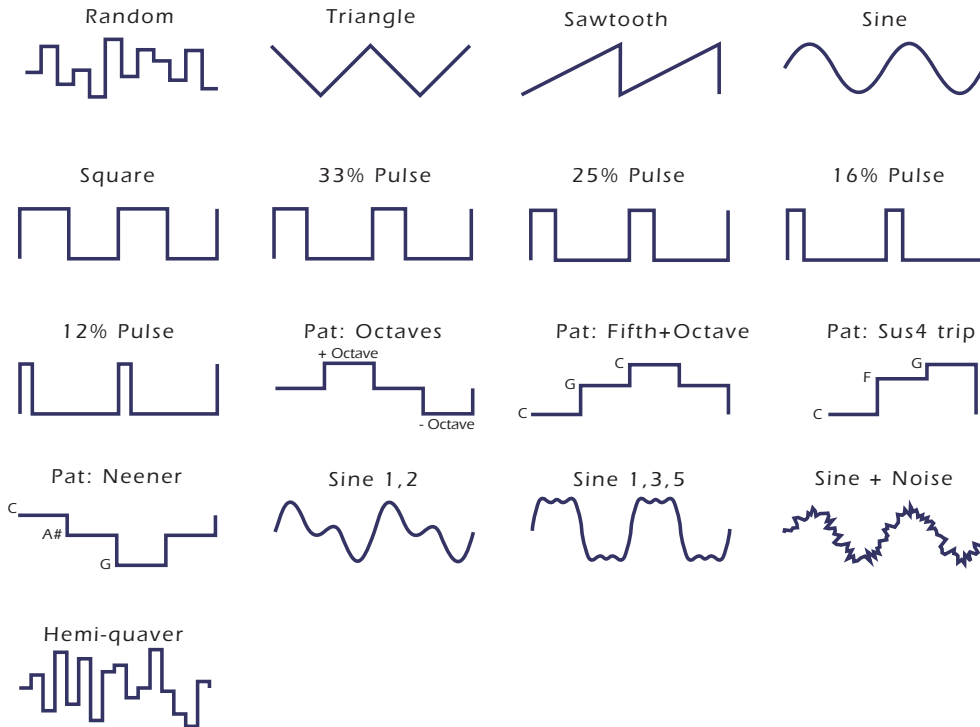 Random
Triangle
Sawtooth
Sine
Square
33% Pulse
25% Pulse
16% Pulse
12% Pulse
Pat: Octaves
+ Octave
- Octave
Pat: Fifth+Octave
C
G
C
Pat: Sus4 trip
G
F
C
Pat: Neener
C
A#
G
Sine 1,2
Sine 1,3,5
Sine + Noise
Hemi-quaver